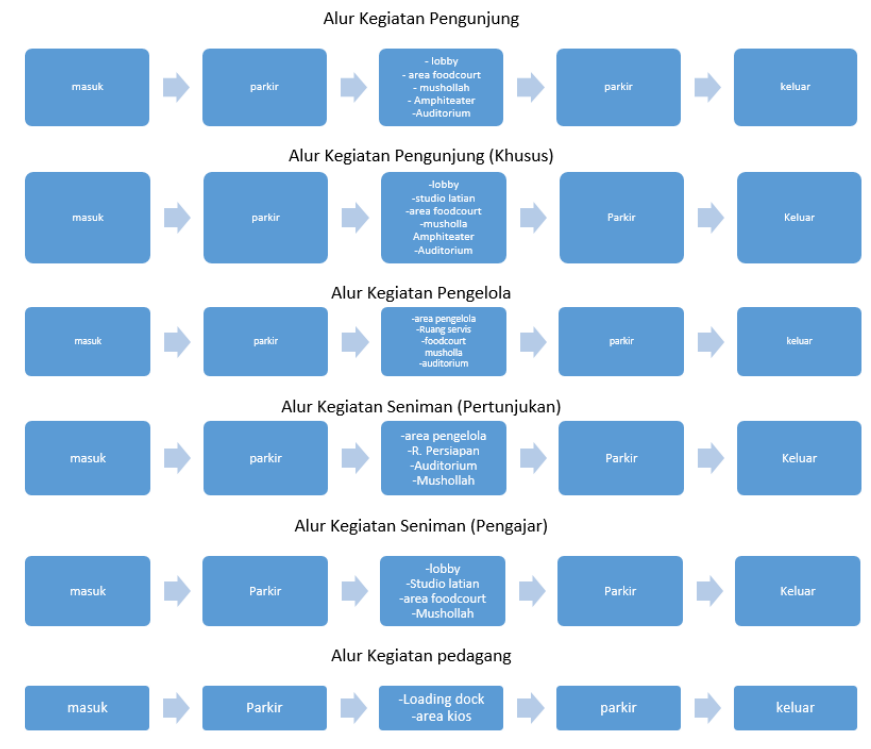 Alur Kegiatan Pengunjung
masuk
parkir
- lobby
- area foodcourt
- mushollah
- Amphiteater
-Auditorium
parkir
keluar
Alur Kegiatan Pengunjung (Khusus)
masuk
parkir
-lobby
-studio latian
-area foodcourt
-musholla
Amphiteater
-Auditorium
Parkir
Keluar
Alur Kegiatan Pengelola
masuk
parkir
-area pengelola
-Ruang servis
-foodcourt
musholla
-auditorium
parkir
keluar
Alur Kegiatan Seniman (Pertunjukan)
masuk
parkir
-area pengelola
-R. Persiapan
-Auditorium
-Mushollah
Parkir
Keluar
Alur Kegiatan Seniman (Pengajar)
masuk
Parkir
-lobby
-Studio latian
-area foodcourt
-Mushollah
Parkir
Keluar
Alur Kegiatan pedagang
masuk
Parkir
-Loading dock
-area kios
parkir
keluar